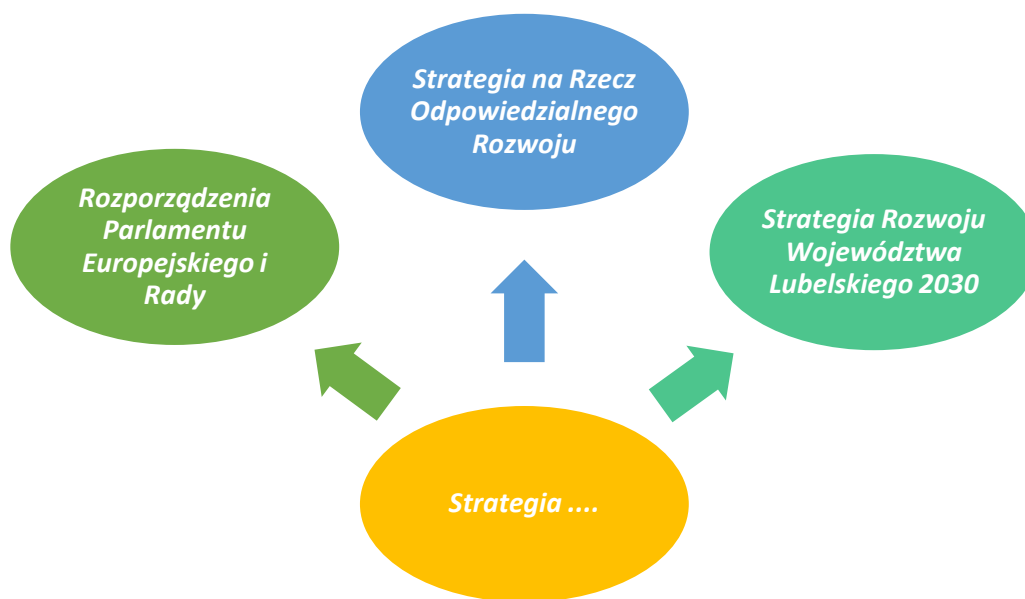 Strategia na Rzecz
Odpowiedzialnego
Rozwoju
Rozporządzenia
Parlamentu
Europejskiego i
Rady
Strategia Rozwoju
Województwa
Lubelskiego 2030
Strategia ....